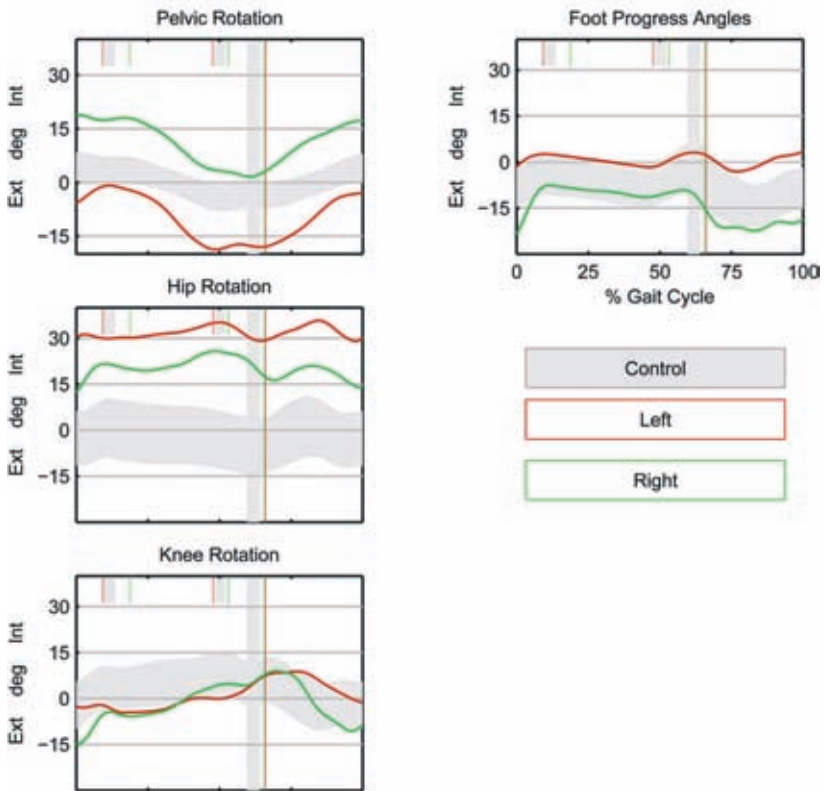 Pelvic Rotation
Ext deg Int
30
15
0
−15
Foot Progress Angles
Ext deg Int
30
15
0
−15
0 25 50 75 100
% Gait Cycle
Hip Rotation
Ext deg Int
30
15
0
−15
Control
Left
Right
Knee Rotation
Ext deg Int
30
15
0
−15